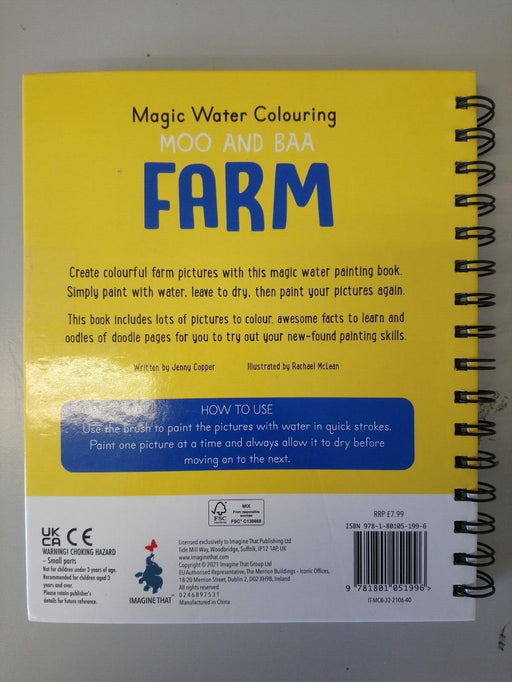 Magic Water Colouring
MOO AND BAA
FARM
Create colourful farm pictures with this magic water painting book.
Simply paint with water, leave to dry, then paint your pictures again.
This book includes lots of pictures to colour, awesome facts to learn and
oodles of doodle pages for you to try out your new-found painting skills.
Written by Jenny Copper Illustrated by Rachael McLean
HOW TO USE
Use the brush to paint the pictures with water in quick strokes.
Paint one picture at a time and always allow it to dry before
moving on to the next.
UK
CA CE
WARNING! CHOKING HAZARD
– Small parts
Not for children under 3 years of age.
Recommended for children aged 3
years and over.
Please retain publisher's
details for future reference.
IMAGINE THAT™
FSC
www.fsc.org
MIX
From responsible
sources
FSC® C136668
Licensed exclusively to Imagine That Publishing Ltd
Tide Mill Way, Woodbridge, Suffolk, IP12 1AP, UK
www.imaginethat.com
Copyright © 2021 Imagine That Group Ltd
EU Authorised Representative, The Merrion Buildings - Iconic Offices,
18-20 Merrion Street, Dublin 2, D02 XH98, Ireland
All rights reserved
0 2 4 6 8 9 7 5 3 1
Manufactured in China
RRP £7.99
ISBN 978-1-80105-199-6
9 781801 051996 >
IT-MCB-32-2106-40